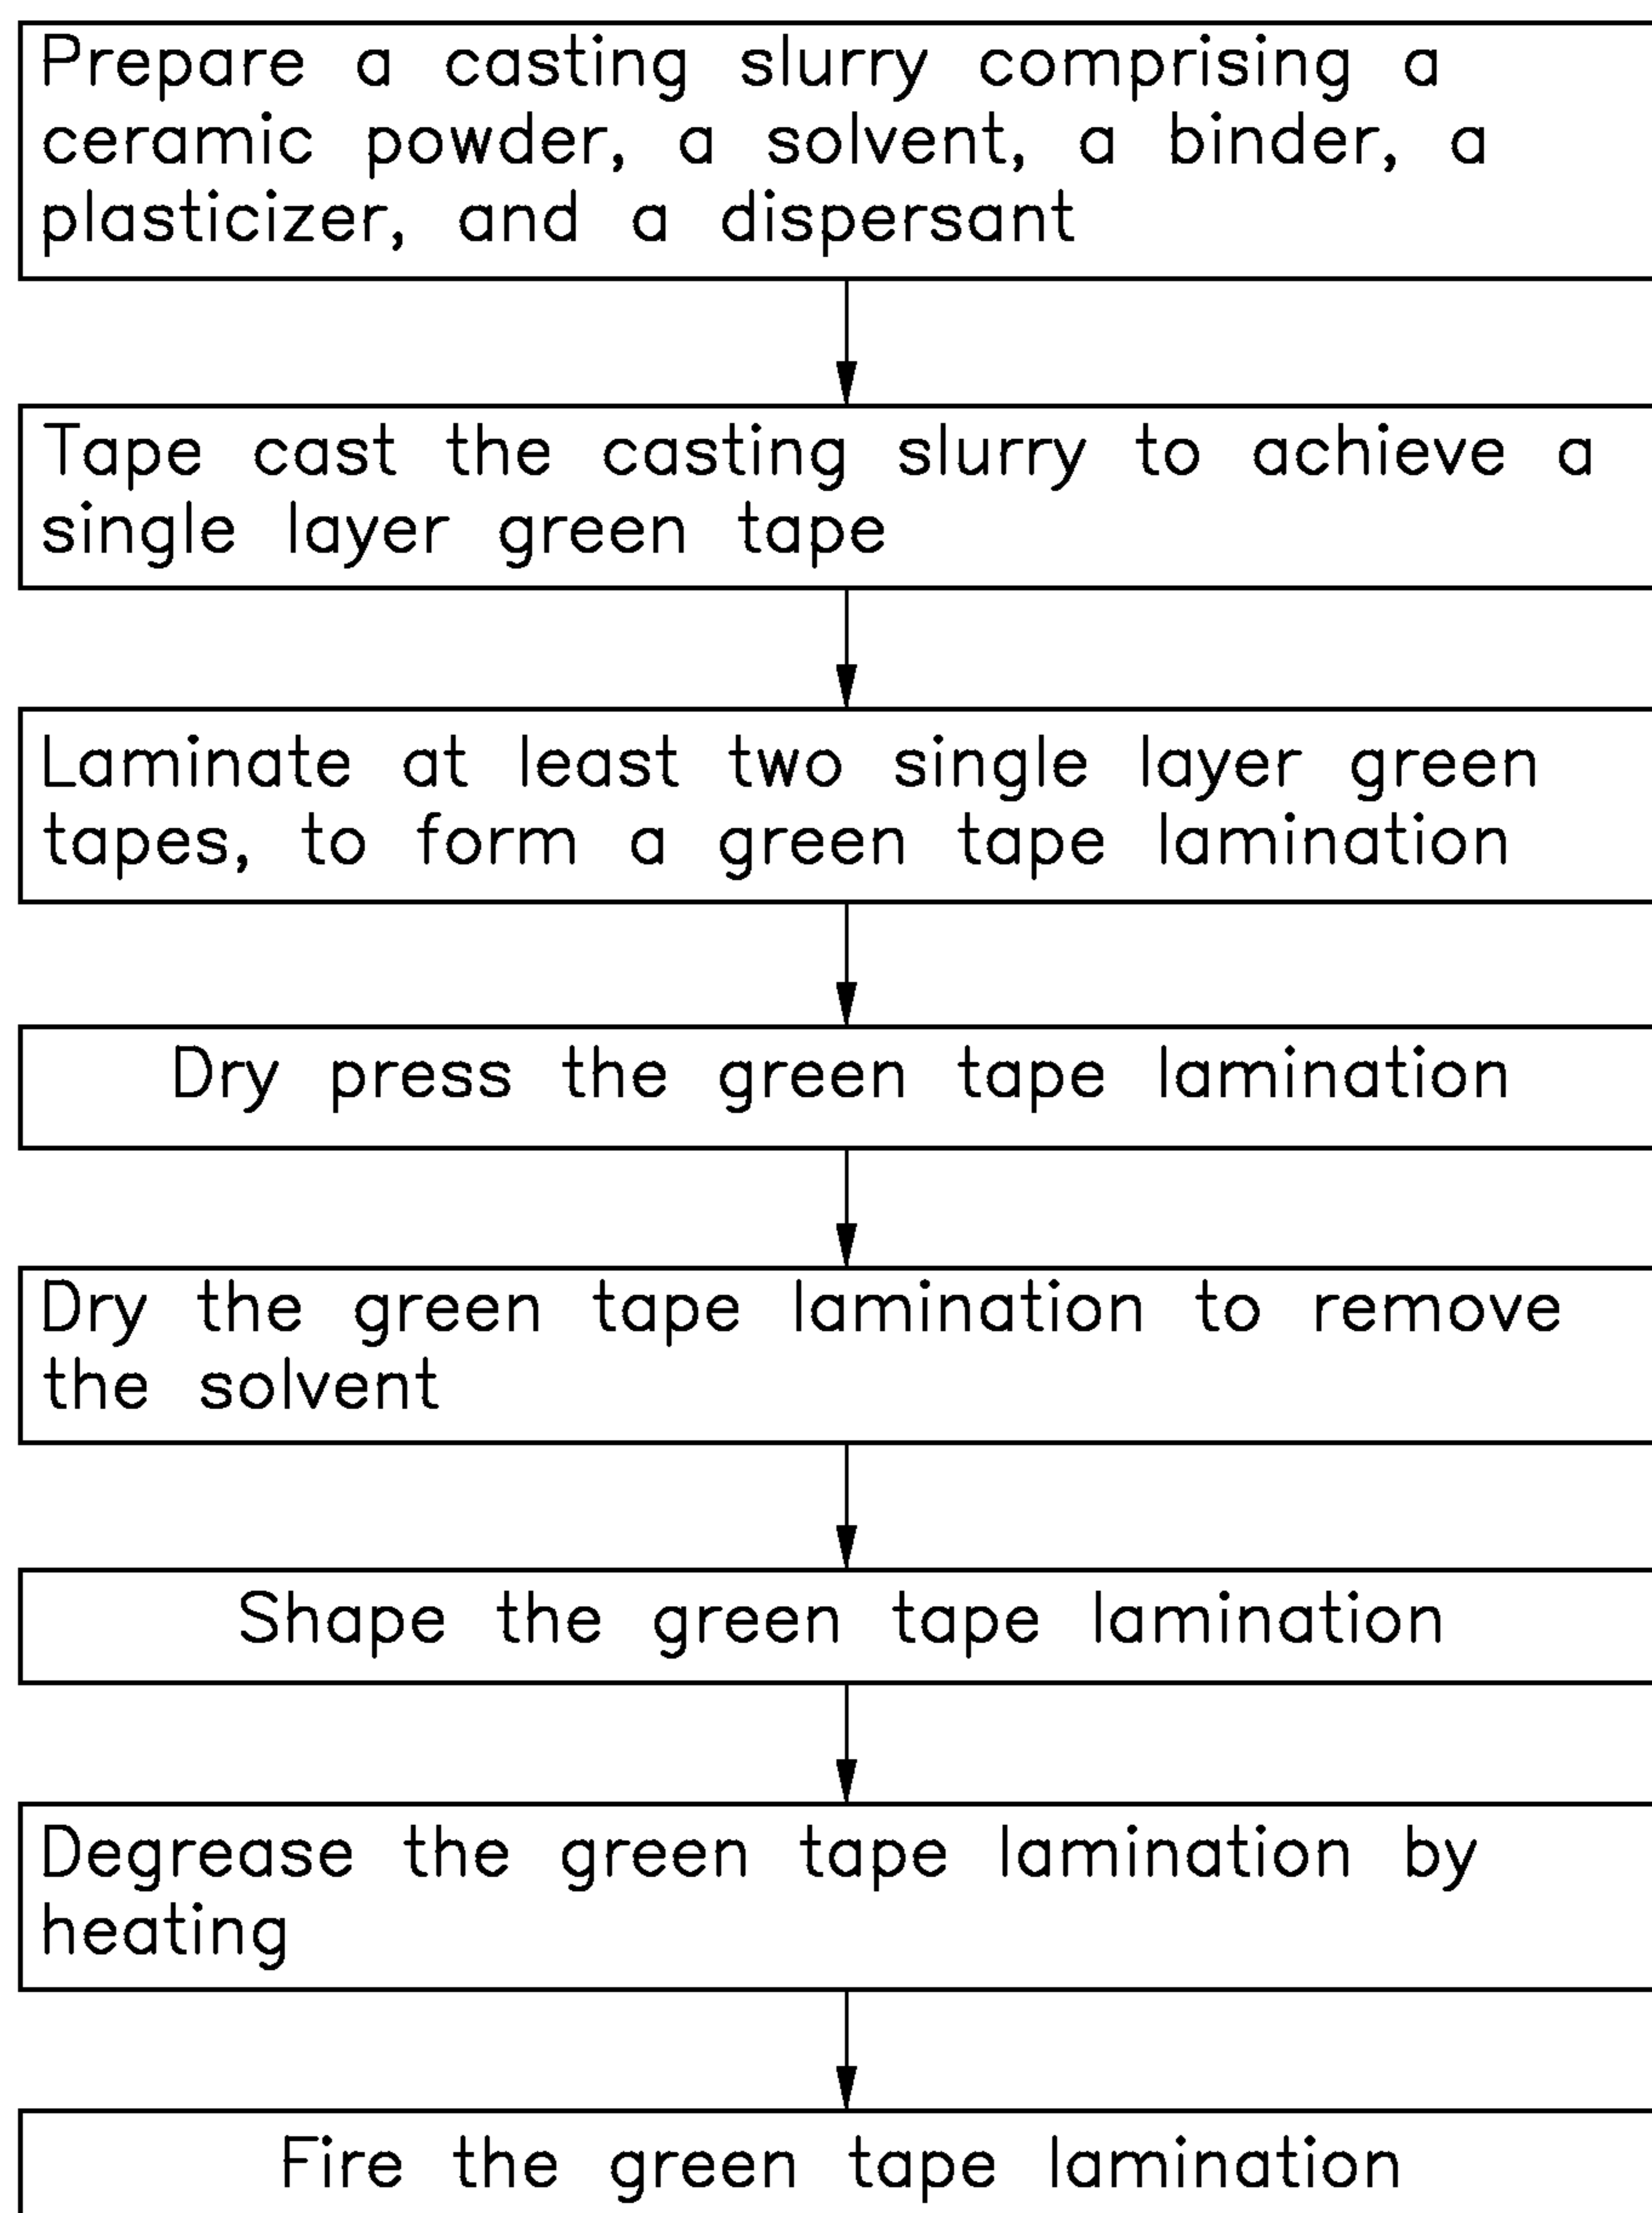 Prepare a casting slurry comprising a
ceramic powder, a solvent, a binder, a
plasticizer, and a dispersant
Tape cast the casting slurry to achieve a
single layer green tape
Laminate at least two single layer green
tapes, to form a green tape lamination
Dry press the green tape lamination
Dry the green tape lamination to remove
the solvent
Shape the green tape lamination
Degrease the green tape lamination by
heating
Fire the green tape lamination